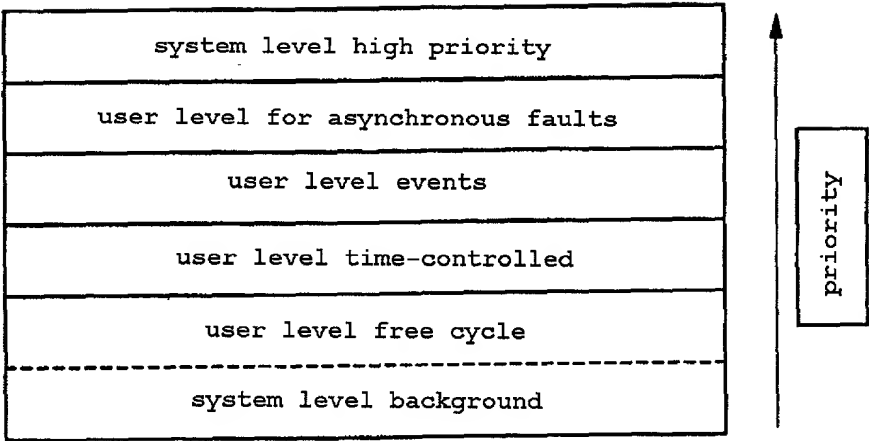 system level high priority
user level for asynchronous faults
user level events
user level time-controlled
user level free cycle
system level background
priority